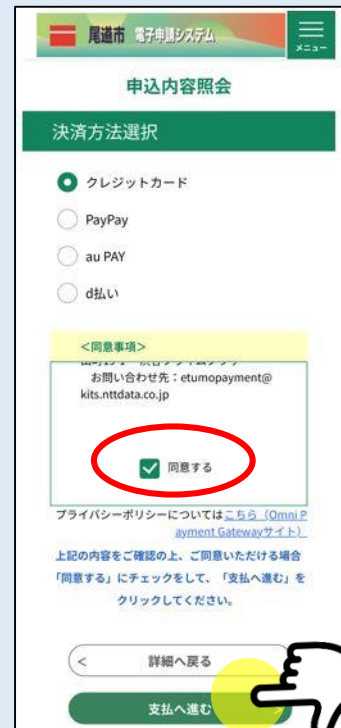 尾道市 電子申請システム
メニュー
申込内容照会
決済方法選択
クレジットカード
PayPay
au PAY
d払い
＜同意事項＞
お問い合わせ先：etumopayment@
kits.nttdata.co.jp
同意する
プライバシーポリシーについてはこちら（Omni P
ayment Gatewayサイト）
上記の内容をご確認の上、ご同意いただける場合
「同意する」にチェックをして、「支払へ進む」を
クリックしてください。
< 詳細へ戻る
支払へ進む